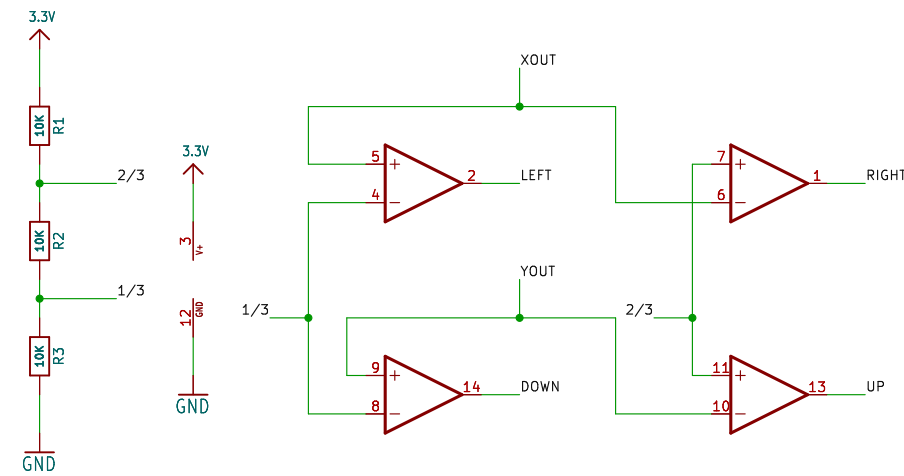 3.3V
10K
R1
2/3
10K
R2
1/3
10K
R3
GND
3.3V
3
V+
12
GND
GND
XOUT
5
4
2
LEFT
7
6
1
RIGHT
1/3
YOUT
2/3
9
8
14
DOWN
11
10
13
UP